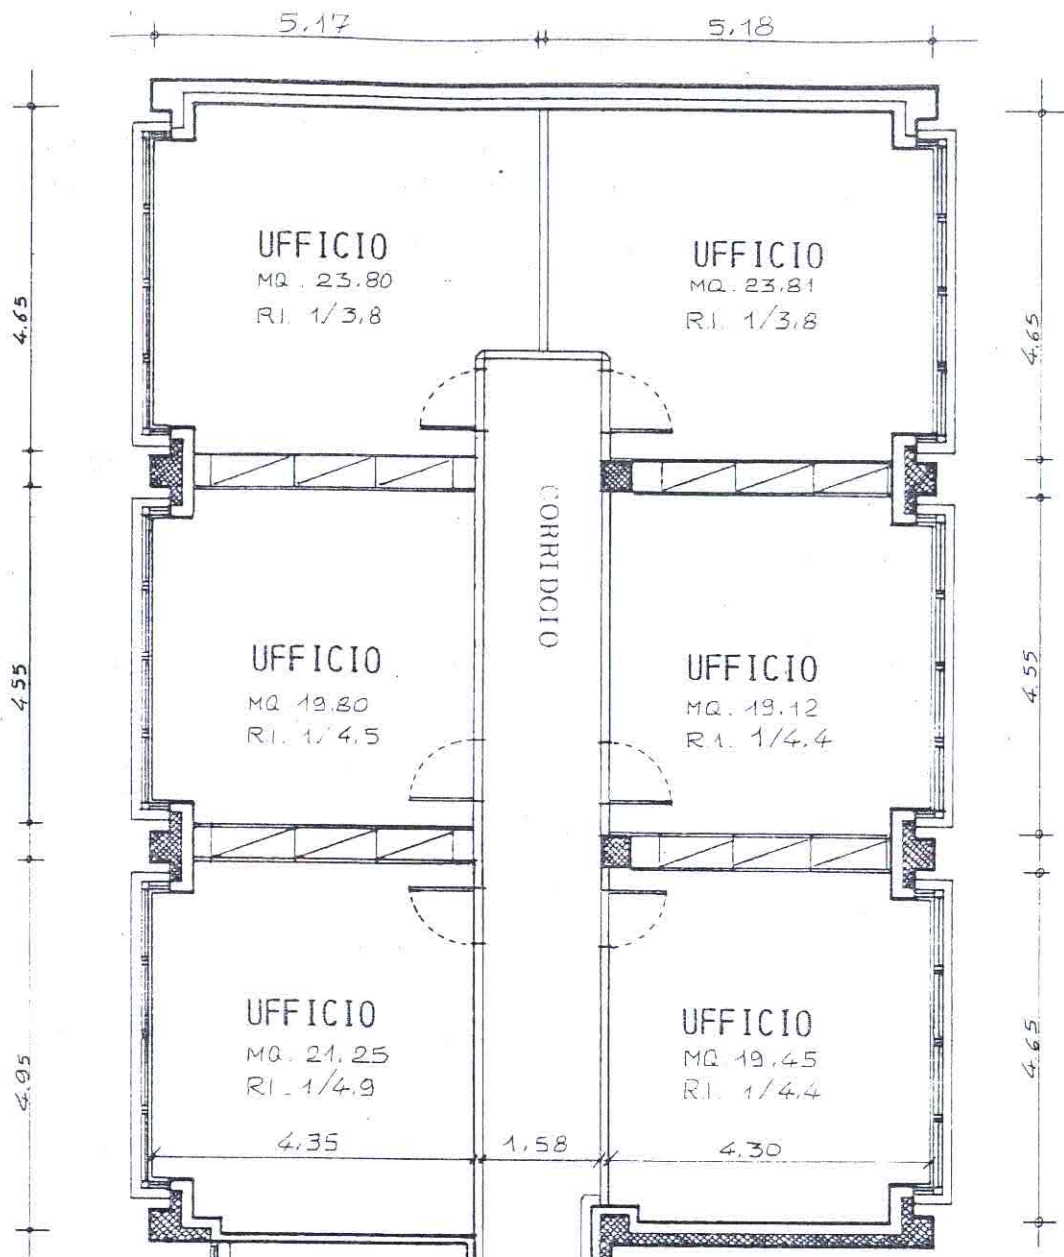 5.17
5.18
UFFICIO
MQ. 23.80
R.I. 1/3,8
UFFICIO
MQ. 23.81
R.I. 1/3,8
4.65
4.65
CORRIDOIO
UFFICIO
MQ 19.80
R.I. 1/4.5
UFFICIO
MQ. 19.12
R.I. 1/4.4
4.55
4.55
UFFICIO
MQ. 21.25
R.I. 1/4.9
UFFICIO
MQ 19.45
R.I. 1/4.4
4.95
4.65
4.35
1.58
4.30